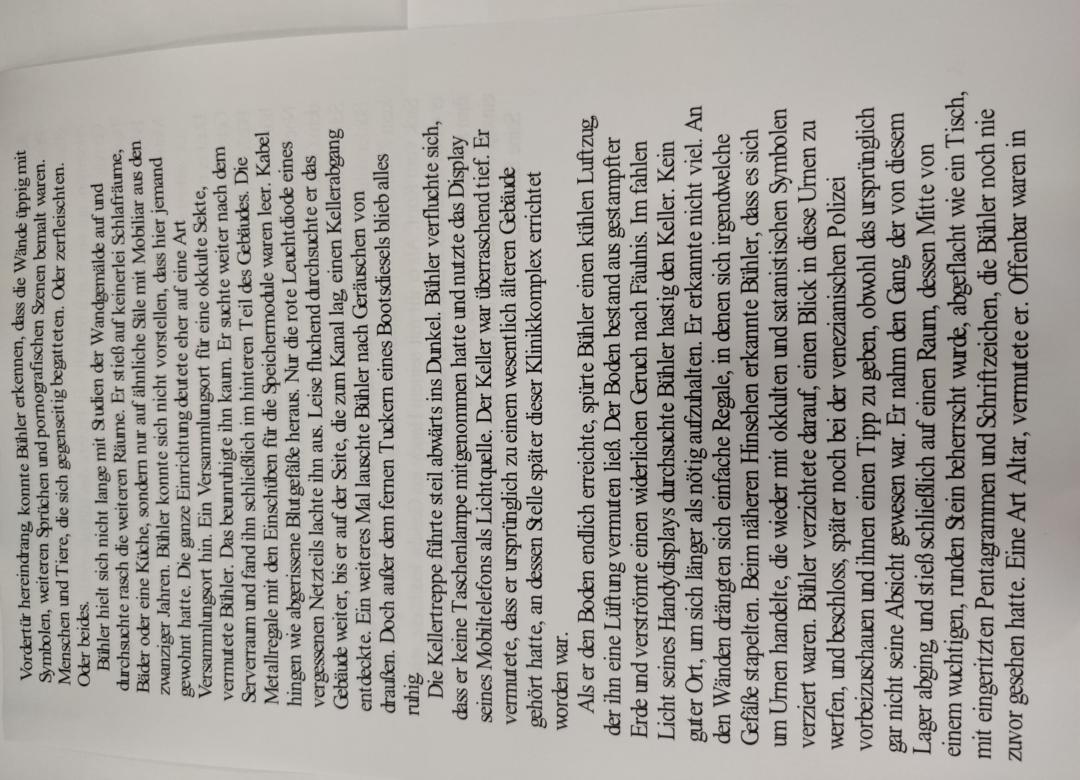 Vordertür hereindrang, konnte Bühler erkennen, dass die Wände üppig mit
Symbolen, weiteren Sprüchen und pornografischen Szenen bemalt waren.
Menschen und Tiere, die sich gegenseitig begatteten. Oder zerfleischten.
Oder beides.
Bühler hielt sich nicht lange mit Studien der Wandgemälde auf und
durchsuchte rasch die weiteren Räume. Er stieß auf keinerlei Schlafräume,
Bäder oder eine Küche, sondern nur auf ähnliche Säle mit Mobiliar aus den
zwanziger Jahren. Bühler konnte sich nicht vorstellen, dass hier jemand
gewohnt hatte. Die ganze Einrichtung deutete eher auf eine Art
Versammlungsort hin. Ein Versammlungsort für eine okkulte Sekte,
vermutete Bühler. Das beunruhigte ihn kaum. Er suchte weiter nach dem
Serverraum und fand ihn schließlich im hinteren Teil des Gebäudes. Die
Metallregale mit den Einschüben für die Speichermodule waren leer. Kabel
hingen wie abgerissene Blutgefäße heraus. Nur die rote Leuchtdiode eines
vergessenen Netzteils lachte ihn aus. Leise fluchend durchsuchte er das
Gebäude weiter, bis er auf der Seite, die zum Kanal lag, einen Kellerabgang
entdeckte. Ein weiteres Mal lauschte Bühler nach Geräuschen von
draußen. Doch außer dem fernen Tuckern eines Bootsdiesels blieb alles
ruhig
Die Kellertreppe führte steil abwärts ins Dunkel. Bühler verfluchte sich,
dass er keine Taschenlampe mitgenommen hatte und nutzte das Display
seines Mobiltelefons als Lichtquelle. Der Keller war überraschend tief. Er
vermutete, dass er ursprünglich zu einem wesentlich älteren Gebäude
gehört hatte, an dessen Stelle später dieser Klinikkomplex errichtet
worden war.
Als er den Boden endlich erreichte, spürte Bühler einen kühlen Luftzug,
der ihn eine Lüftung vermuten ließ. Der Boden bestand aus gestampfter
Erde und verströmte einen widerlichen Geruch nach Fäulnis. Im fahlen
Licht seines Handydisplays durchsuchte Bühler hastig den Keller. Kein
guter Ort, um sich länger als nötig aufzuhalten. Er erkannte nicht viel. An
den Wänden drängten sich einfache Regale, in denen sich irgendwelche
Gefäße stapelten. Beim näheren Hinsehen erkannte Bühler, dass es sich
um Urnen handelte, die wieder mit okkulten und satanistischen Symbolen
verziert waren. Bühler verzichtete darauf, einen Blick in diese Urnen zu
werfen, und beschloss, später noch bei der venezianischen Polizei
vorbeizuschauen und ihnen einen Tipp zu geben, obwohl das ursprünglich
gar nicht seine Absicht gewesen war. Er nahm den Gang, der von diesem
Lager abging, und stieß schließlich auf einen Raum, dessen Mitte von
einem wuchtigen, runden Stein beherrscht wurde, abgeflacht wie ein Tisch,
mit eingeritzten Pentagrammen und Schriftzeichen, die Bühler noch nie
zuvor gesehen hatte. Eine Art Altar, vermutete er. Offenbar waren in